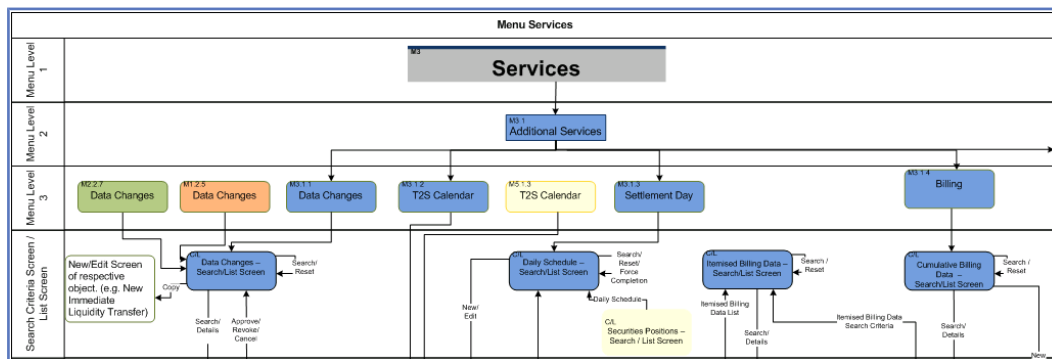 Menu Services
Menu Level
1
M3
Services
Menu Level
2
M3.1
Additional Services
Menu Level
3
M2.2.7
Data Changes
M1.2.5
Data Changes
M3.1.1
Data Changes
M3.1.2
T2S Calendar
M5.1.3
T2S Calendar
M3.1.3
Settlement Day
M3.1.4
Billing
Search Criteria Screen /
List Screen
New/Edit Screen
of respective
object. (e.g. New
Immediate
Liquidity Transfer)
Copy
C/L
Data Changes –
Search/List Screen
Search/
Reset
Search/
Details
Approve/
Revoke/
Cancel
New/
Edit
C/L
Daily Schedule –
Search/List Screen
Search/
Reset/
Force
Completion
Daily Schedule
C/L
Securities Positions –
Search / List Screen
C/L
Itemised Billing Data –
Search/List Screen
Search /
Reset
Itemised Billing
Data List
Search/
Details
Itemised Billing Data
Search Criteria
C/L
Cumulative Billing
Data –
Search/List Screen
Search /
Reset
Search/
Details
New